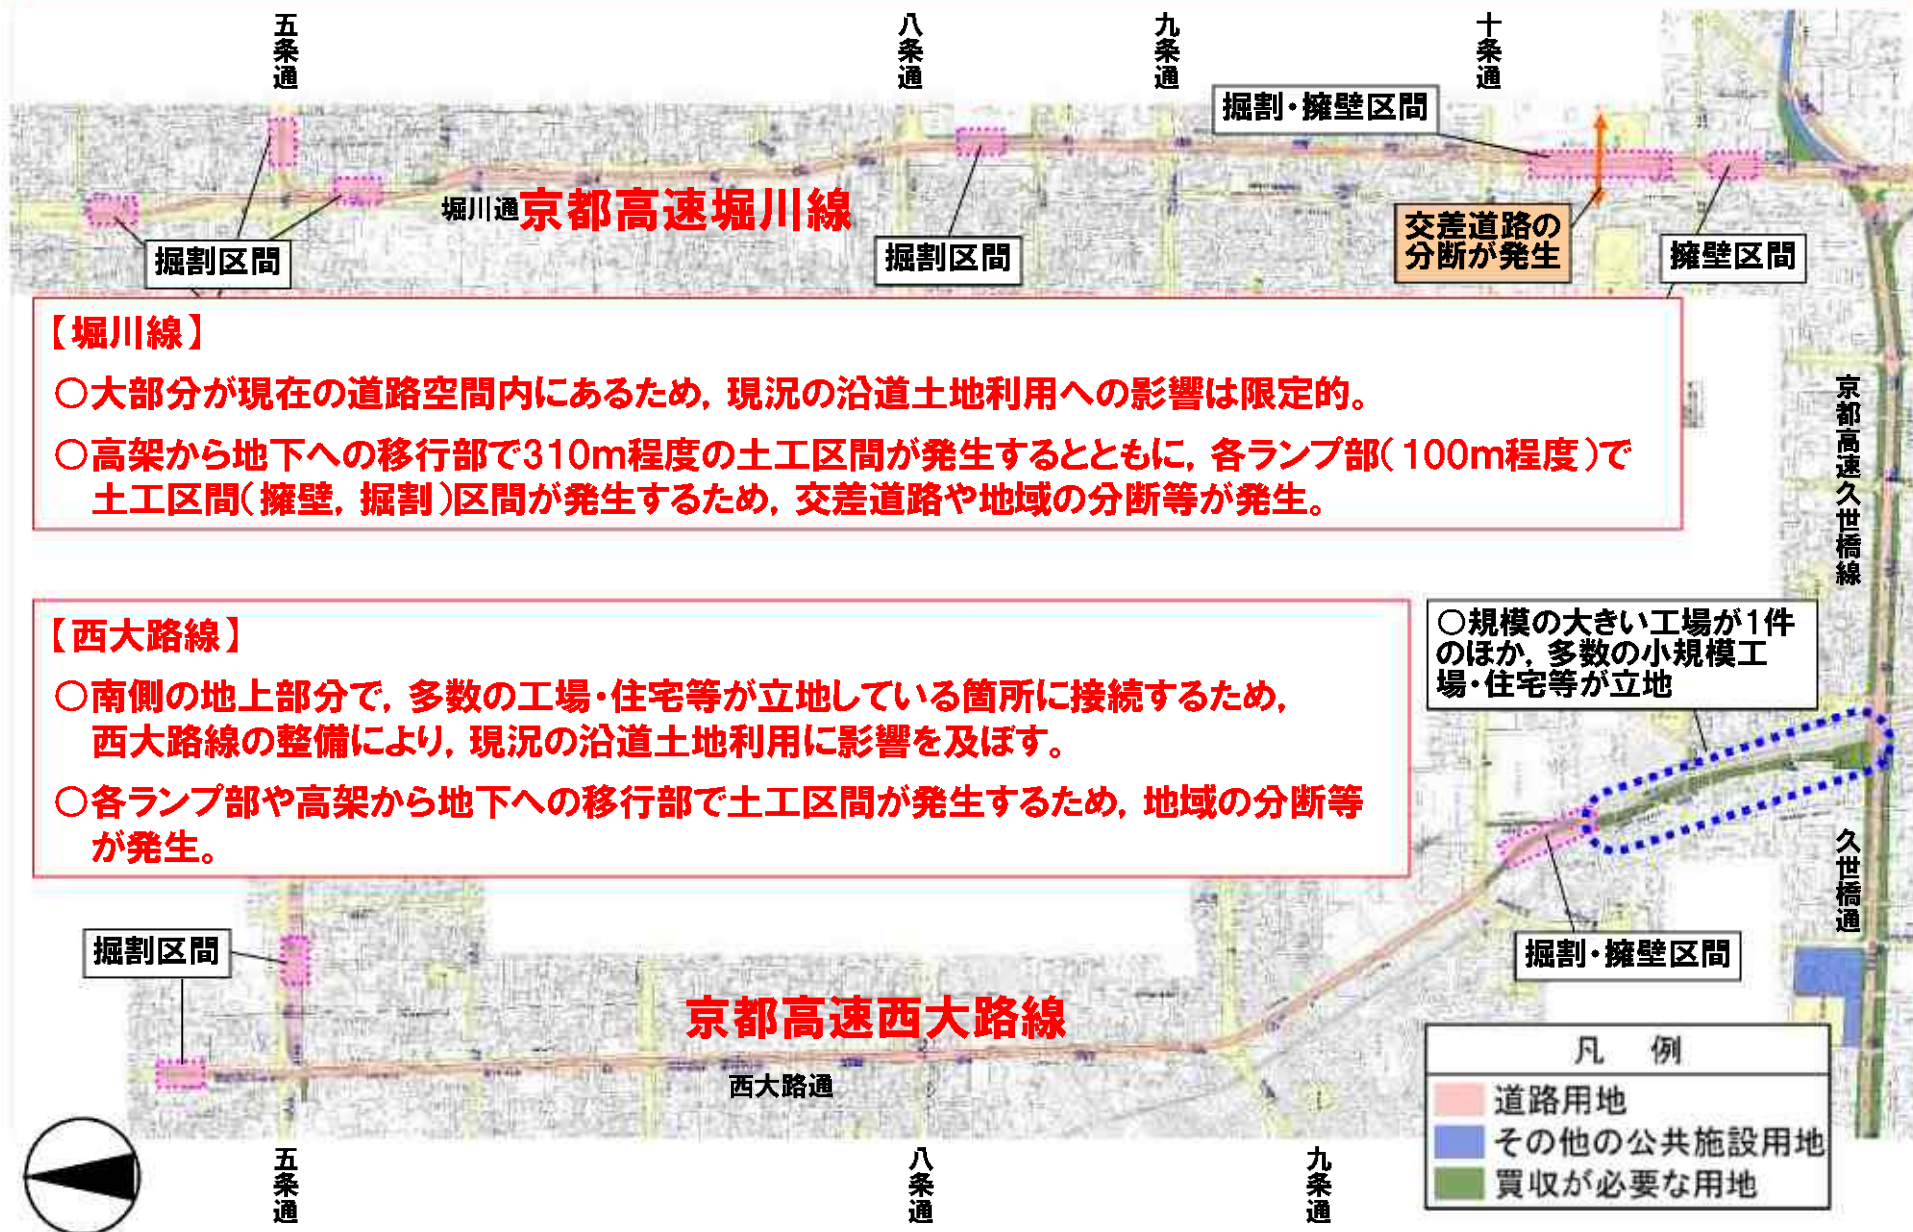 五条通
八条通
九条通
十条通
掘割・擁壁区間
堀川通
京都高速堀川線
掘割区間
掘割区間
交差道路の
分断が発生
擁壁区間
【堀川線】
○大部分が現在の道路空間内にあるため，現況の沿道土地利用への影響は限定的。
○高架から地下への移行部で310m程度の土工区間が発生するとともに，各ランプ部（100m程度）で
土工区間（擁壁，掘割）区間が発生するため，交差道路や地域の分断等が発生。
京都高速久世橋線
【西大路線】
○南側の地上部分で，多数の工場・住宅等が立地している箇所に接続するため，
西大路線の整備により，現況の沿道土地利用に影響を及ぼす。
○各ランプ部や高架から地下への移行部で土工区間が発生するため，地域の分断等
が発生。
○規模の大きい工場が1件
のほか，多数の小規模工
場・住宅等が立地
久世橋通
掘割区間
掘割・擁壁区間
京都高速西大路線
西大路通
凡　例
道路用地
その他の公共施設用地
買収が必要な用地
五条通
八条通
九条通